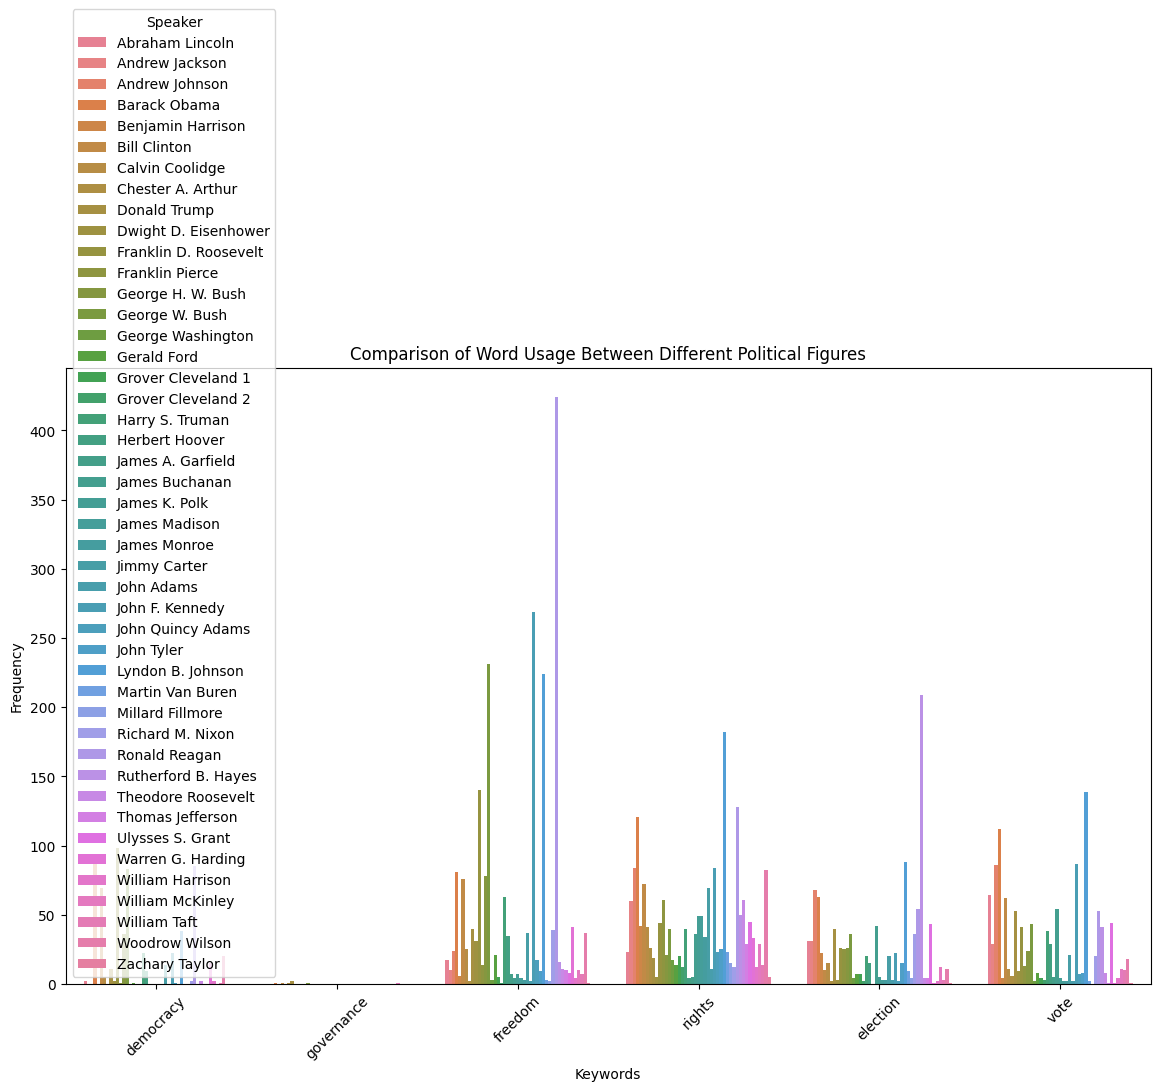 Speaker
Abraham Lincoln
Andrew Jackson
Andrew Johnson
Barack Obama
Benjamin Harrison
Bill Clinton
Calvin Coolidge
Chester A. Arthur
Donald Trump
Dwight D. Eisenhower
Franklin D. Roosevelt
Franklin Pierce
George H. W. Bush
George W. Bush
George Washington
Gerald Ford
Grover Cleveland 1
Grover Cleveland 2
Harry S. Truman
Herbert Hoover
James A. Garfield
James Buchanan
James K. Polk
James Madison
James Monroe
Jimmy Carter
John Adams
John F. Kennedy
John Quincy Adams
John Tyler
Lyndon B. Johnson
Martin Van Buren
Millard Fillmore
Richard M. Nixon
Ronald Reagan
Rutherford B. Hayes
Theodore Roosevelt
Thomas Jefferson
Ulysses S. Grant
Warren G. Harding
William Harrison
William McKinley
William Taft
Woodrow Wilson
Zachary Taylor
Comparison of Word Usage Between Different Political Figures
Frequency
400
350
300
250
200
150
100
50
0
democracy
governance
freedom
rights
election
vote
Keywords